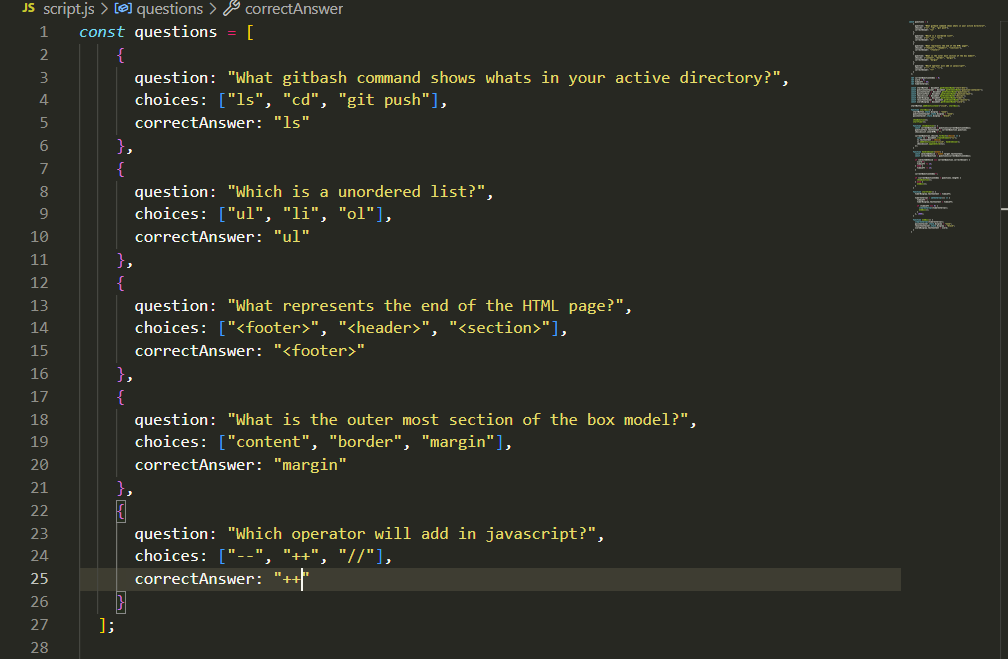 JS script.js > questions > correctAnswer
1 const questions = [
2 {
3 question: "What gitbash command shows whats in your active directory?",
4 choices: ["ls", "cd", "git push"],
5 correctAnswer: "ls"
6 },
7 {
8 question: "Which is a unordered list?",
9 choices: ["ul", "li", "ol"],
10 correctAnswer: "ul"
11 },
12 {
13 question: "What represents the end of the HTML page?",
14 choices: ["<footer>", "<header>", "<section>"],
15 correctAnswer: "<footer>"
16 },
17 {
18 question: "What is the outer most section of the box model?",
19 choices: ["content", "border", "margin"],
20 correctAnswer: "margin"
21 },
22 {
23 question: "Which operator will add in javascript?",
24 choices: ["--", "++", "//"],
25 correctAnswer: "++"
26 }
27 ];
28